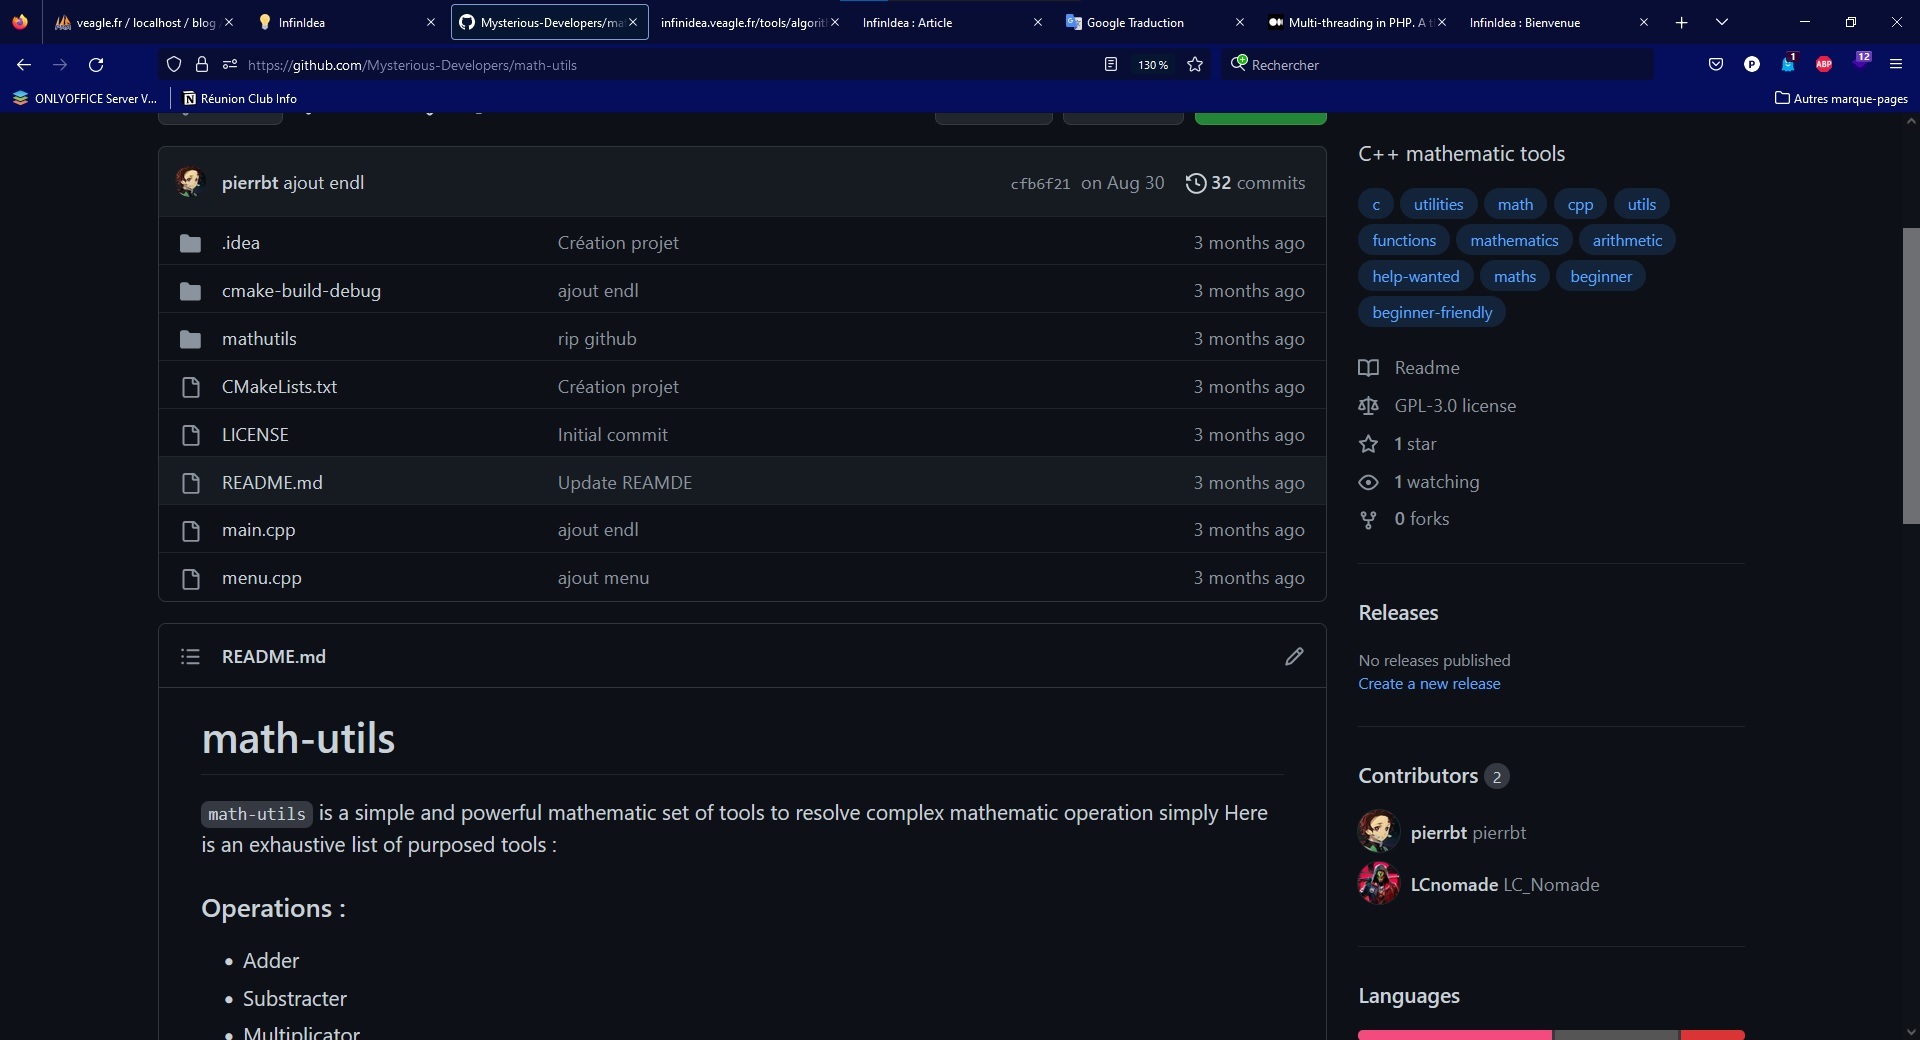 veagle.fr / localhost / blog
InfinIdea
Mysterious-Developers/ma
infinidea.veagle.fr/tools/algorit
InfinIdea : Article
Google Traduction
Multi-threading in PHP. A t
InfinIdea : Bienvenue
https://github.com/Mysterious-Developers/math-utils
130 %
Rechercher
P
1
ABP
12
ONLYOFFICE Server V...
Réunion Club Info
Autres marque-pages
pierrbt ajout endl
cfb6f21 on Aug 30
32 commits
.idea Création projet 3 months ago
cmake-build-debug ajout endl 3 months ago
mathutils rip github 3 months ago
CMakeLists.txt Création projet 3 months ago
LICENSE Initial commit 3 months ago
README.md Update REAMDE 3 months ago
main.cpp ajout endl 3 months ago
menu.cpp ajout menu 3 months ago
README.md
math-utils
math-utils is a simple and powerful mathematic set of tools to resolve complex mathematic operation simply Here
is an exhaustive list of purposed tools :
Operations :
• Adder
• Substracter
• Multiplicator
C++ mathematic tools
c utilities math cpp utils
functions mathematics arithmetic
help-wanted maths beginner
beginner-friendly
Readme
GPL-3.0 license
1 star
1 watching
0 forks
Releases
No releases published
Create a new release
Contributors 2
pierrbt pierrbt
LCnomade LC_Nomade
Languages